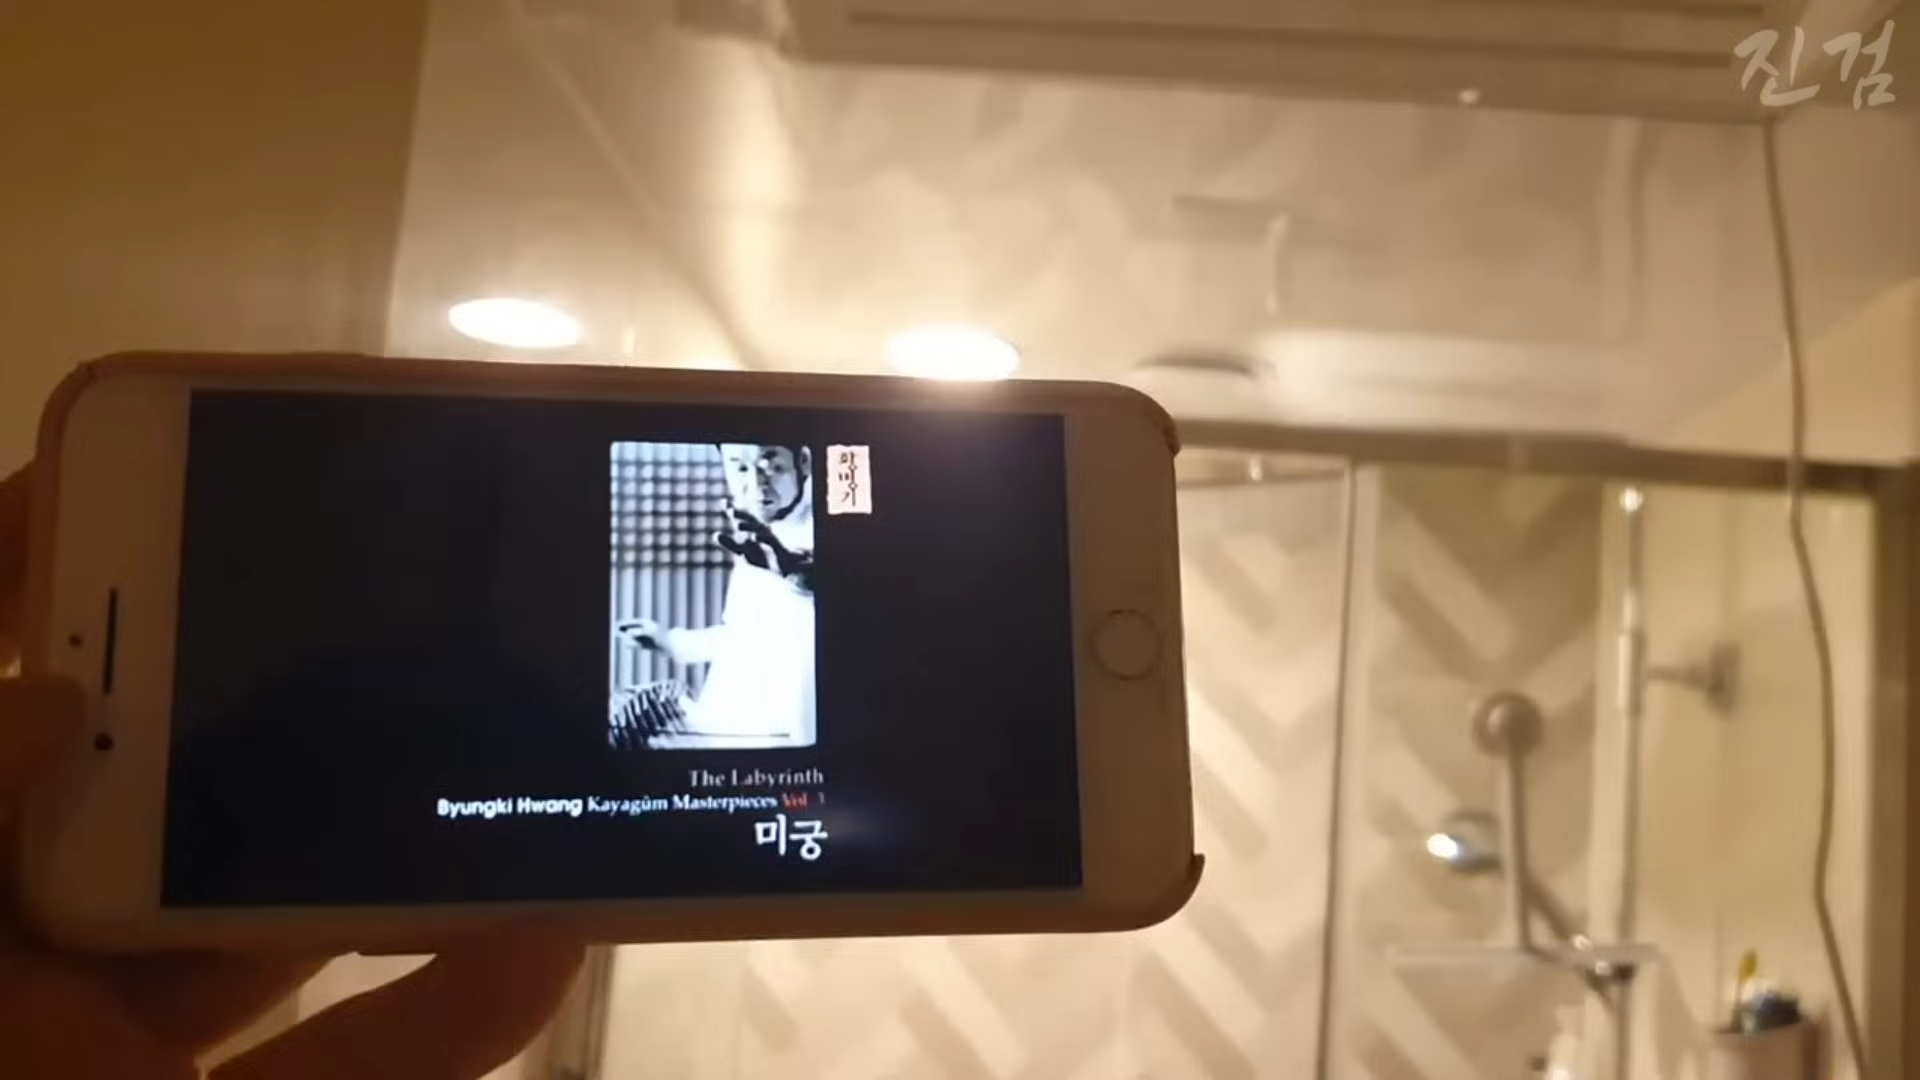 진검
황병기
The Labyrinth
Byungki Hwang Kayagûm Masterpieces Vol. 3
미궁